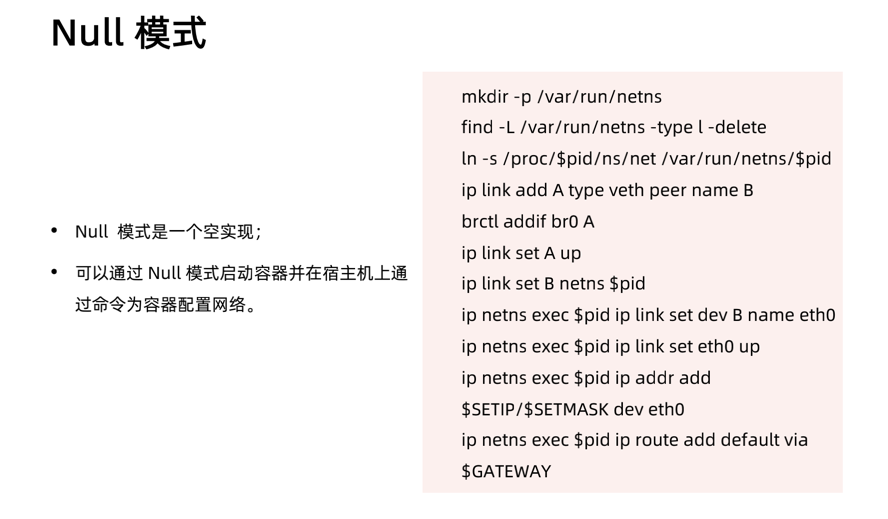 Null 模式
• Null 模式是一个空实现；
• 可以通过 Null 模式启动容器并在宿主机上通
过命令为容器配置网络。
mkdir -p /var/run/netns
find -L /var/run/netns -type l -delete
ln -s /proc/$pid/ns/net /var/run/netns/$pid
ip link add A type veth peer name B
brctl addif br0 A
ip link set A up
ip link set B netns $pid
ip netns exec $pid ip link set dev B name eth0
ip netns exec $pid ip link set eth0 up
ip netns exec $pid ip addr add
$SETIP/$SETMASK dev eth0
ip netns exec $pid ip route add default via
$GATEWAY